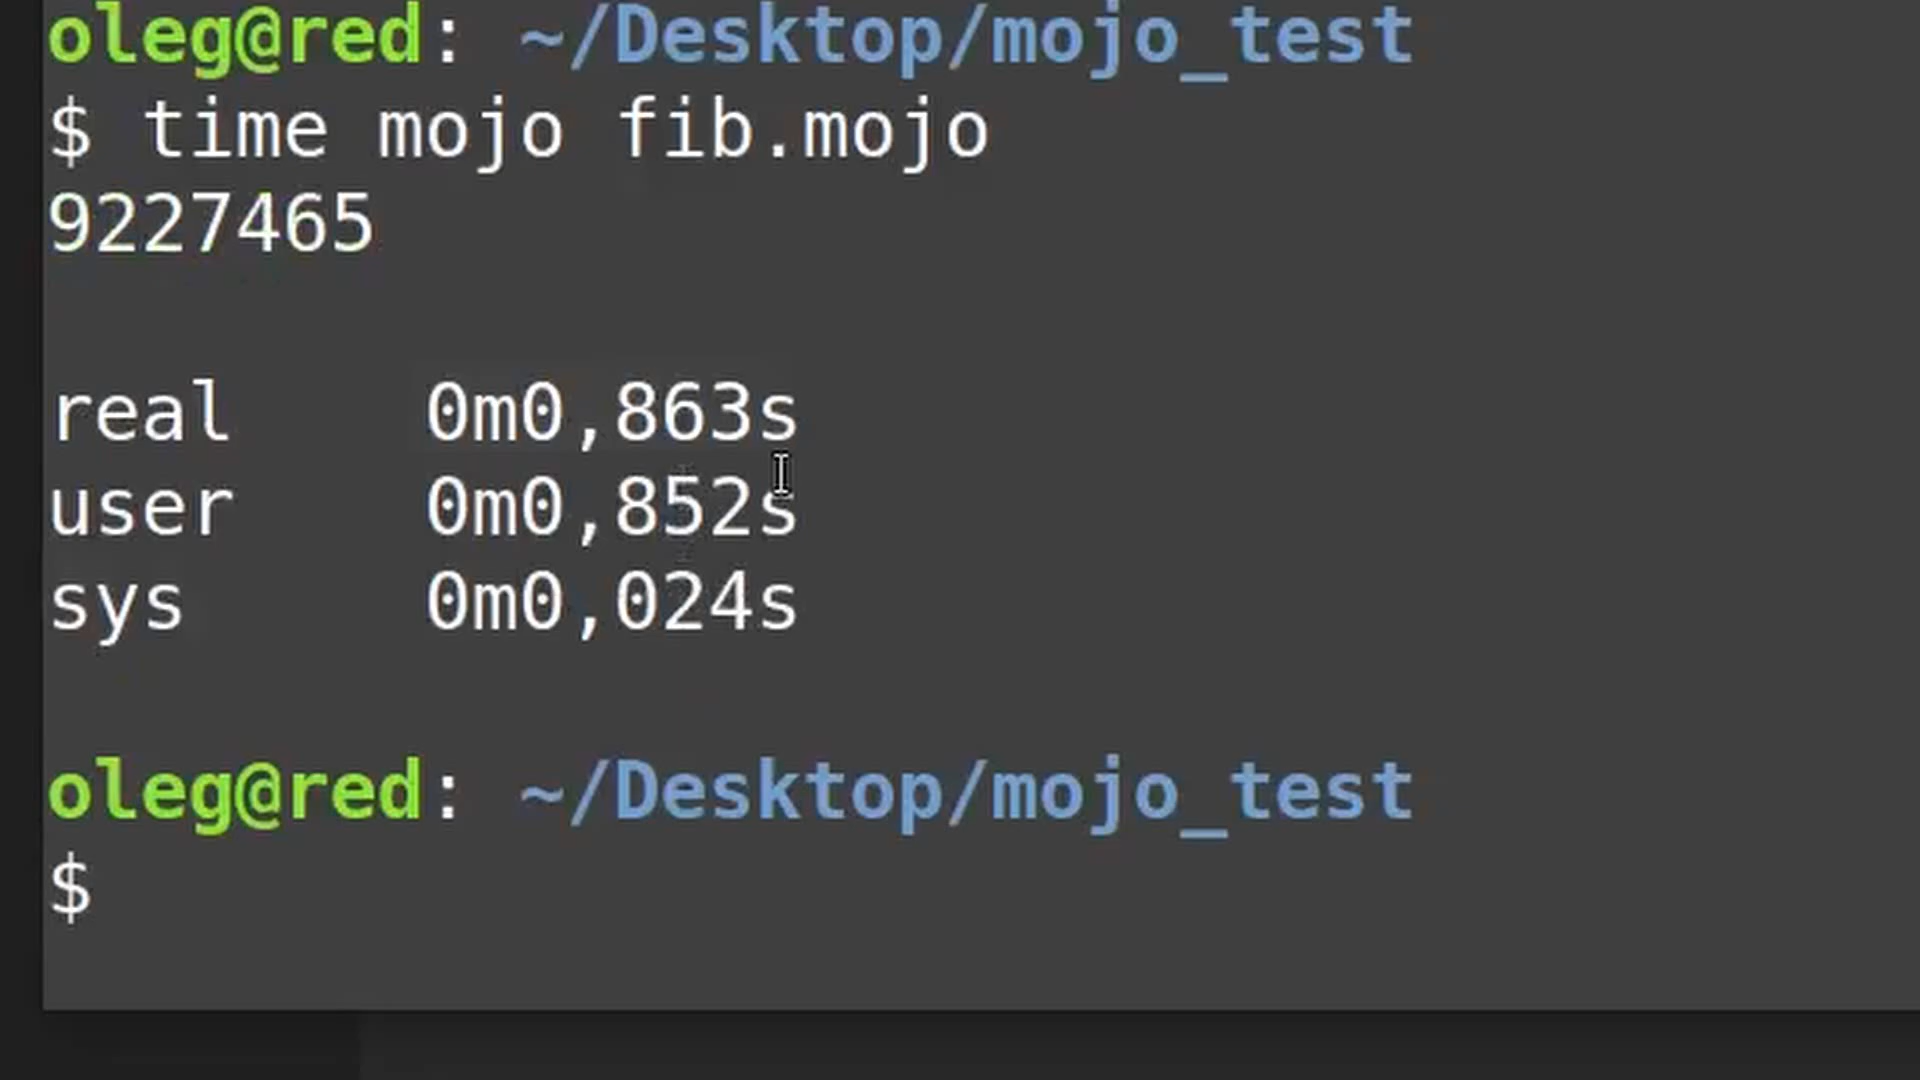 oleg@red: ~/Desktop/mojo_test
$ time mojo fib.mojo
9227465
real 0m0,863s
user 0m0,852s
sys 0m0,024s
oleg@red: ~/Desktop/mojo_test
$